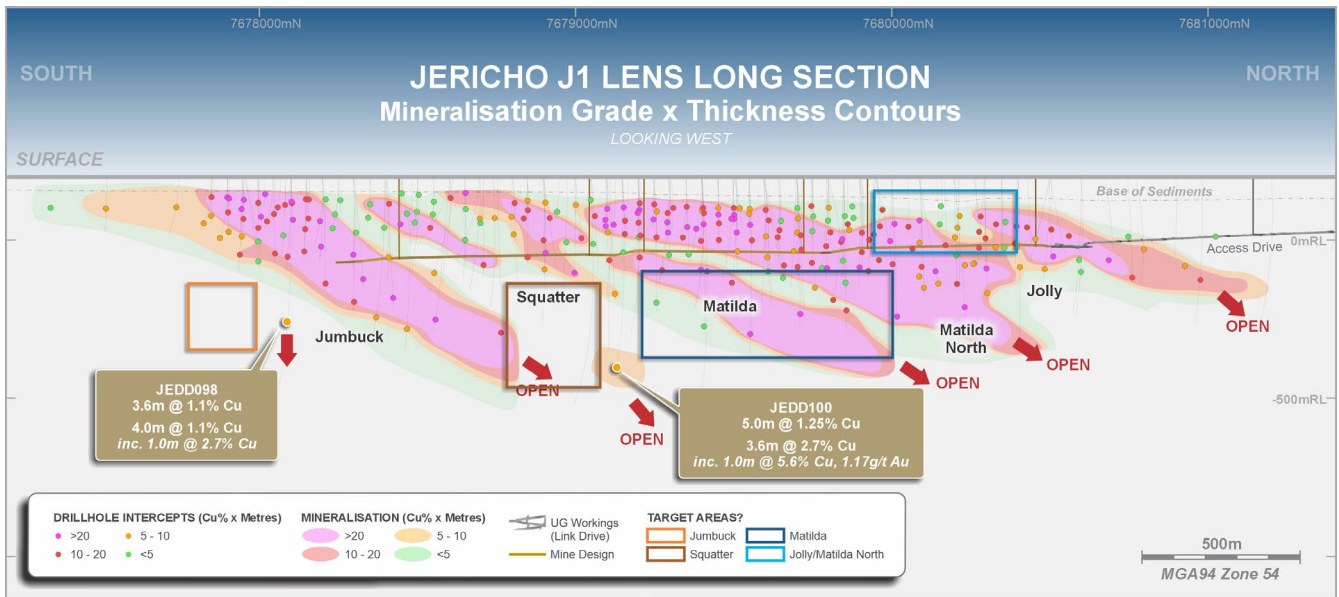 7678000mN
7679000mN
7680000mN
7681000mN
SOUTH
NORTH
JERICHO J1 LENS LONG SECTION
Mineralisation Grade x Thickness Contours
LOOKING WEST
SURFACE
Base of Sediments
0mRL
Access Drive
Squatter
Matilda
Jolly
Jumbuck
Matilda
North
OPEN
OPEN
OPEN
OPEN
OPEN
-500mRL
JEDD098
3.6m @ 1.1% Cu
4.0m @ 1.1% Cu
inc. 1.0m @ 2.7% Cu
JEDD100
5.0m @ 1.25% Cu
3.6m @ 2.7% Cu
inc. 1.0m @ 5.6% Cu, 1.17g/t Au
DRILLHOLE INTERCEPTS (Cu% x Metres)
>20
5 - 10
10 - 20
<5
MINERALISATION (Cu% x Metres)
>20
5 - 10
10 - 20
<5
UG Workings
(Link Drive)
Mine Design
TARGET AREAS?
Jumbuck
Matilda
Squatter
Jolly/Matilda North
500m
MGA94 Zone 54